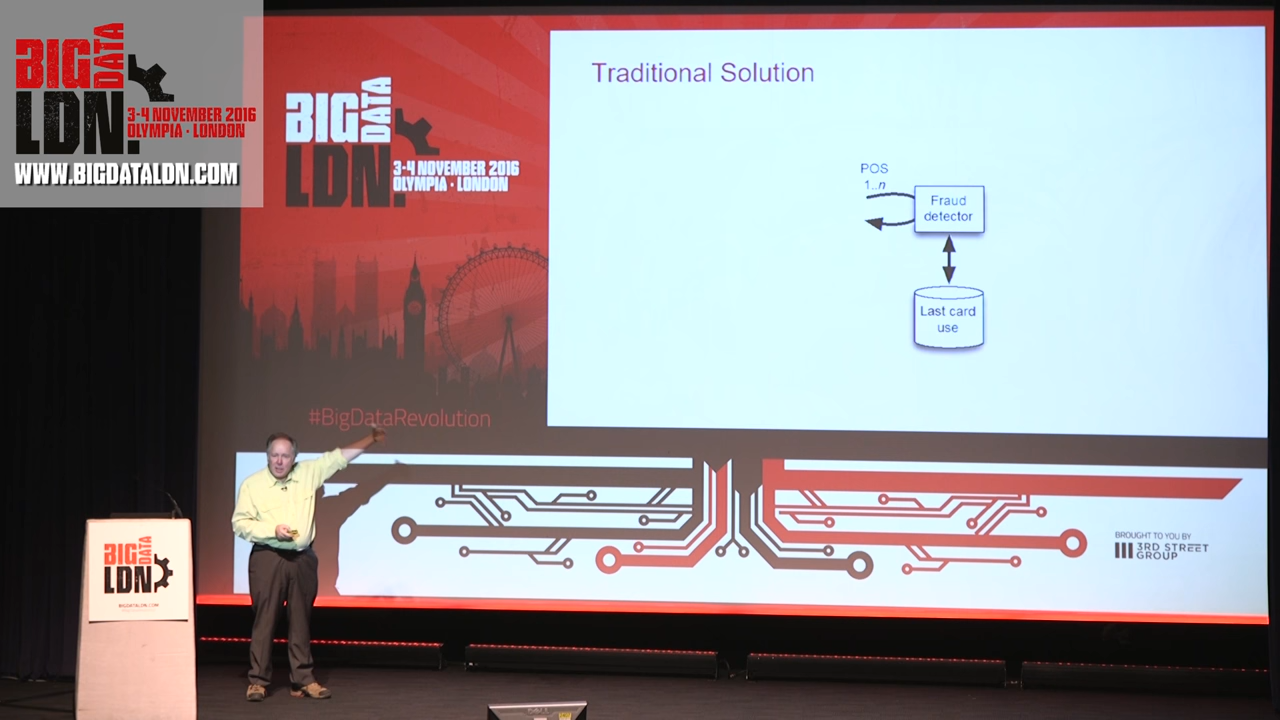 BIG DATA
LDN.
3-4 NOVEMBER 2016
OLYMPIA · LONDON
WWW.BIGDATALDN.COM
BIG DATA
LDN.
3-4 NOVEMBER 2016
OLYMPIA · LONDON
#BigDataRevolution
Traditional Solution
POS
1..n
Fraud
detector
Last card
use
BROUGHT TO YOU BY
3RD STREET
GROUP
BIG DATA
LDN
BIGDATALDN.COM